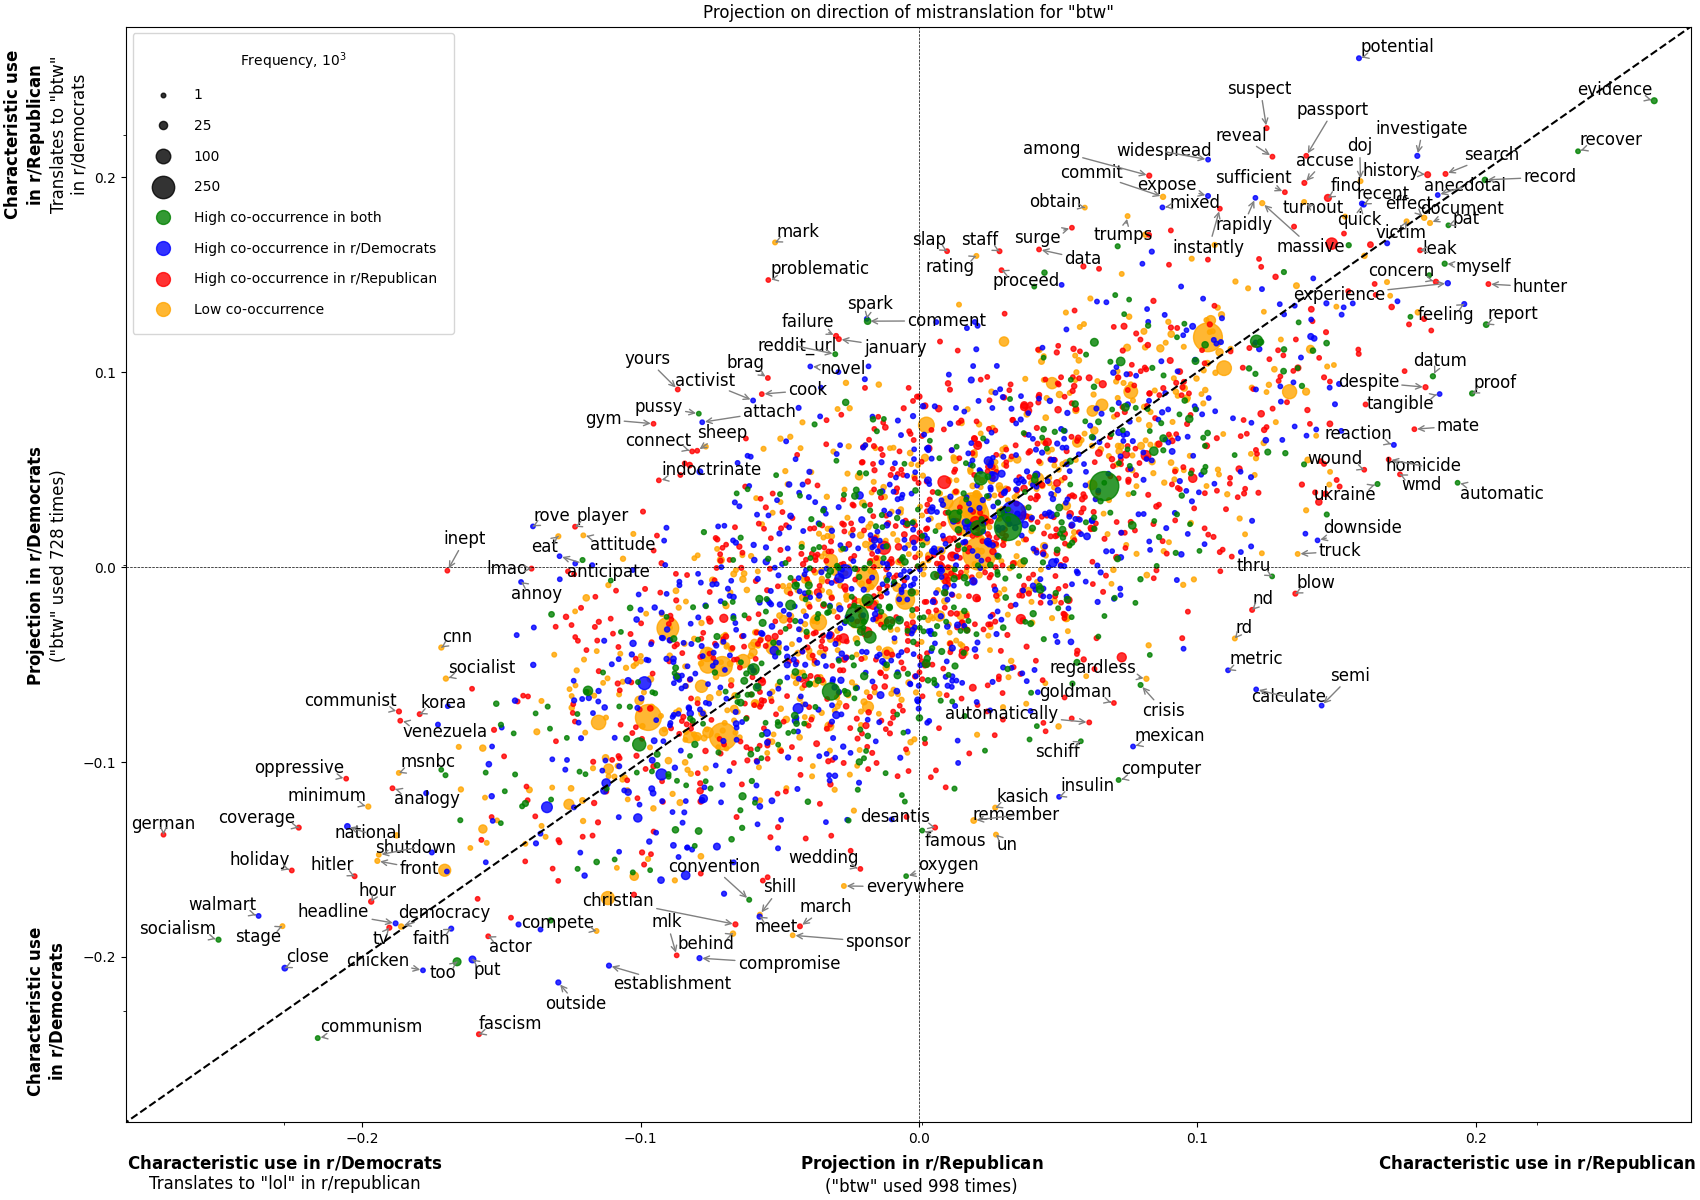 Projection on direction of mistranslation for "btw"
Characteristic use
in r/Republican
Translates to "btw"
in r/democrats
Projection in r/Democrats
("btw" used 728 times)
Characteristic use
in r/Democrats
Frequency, 10³
1
25
100
250
High co-occurrence in both
High co-occurrence in r/Democrats
High co-occurrence in r/Republican
Low co-occurrence
0.2
0.1
0.0
−0.1
−0.2
potential
evidence
suspect
passport
recover
reveal
investigate
among
widespread
doj
search
accuse
history
commit
expose
sufficient
find
recent
anecdotal
record
obtain
mixed
turnout
effect
document
rapidly
quick
pat
mark
trumps
victim
slap
staff
surge
instantly
massive
leak
rating
data
concern
myself
problematic
proceed
experience
hunter
spark
failure
comment
feeling
report
reddit_url
january
yours
brag
novel
datum
activist
cook
despite
proof
pussy
attach
tangible
gym
sheep
reaction
mate
connect
indoctrinate
wound
homicide
wmd
ukraine
automatic
rove
player
downside
inept
eat
attitude
truck
lmao
anticipate
thru
blow
annoy
nd
cnn
rd
socialist
regardless
metric
communist
korea
goldman
calculate
semi
venezuela
automatically
crisis
schiff
mexican
oppressive
msnbc
computer
minimum
analogy
kasich
insulin
german
coverage
national
desantis
remember
shutdown
famous
un
holiday
hitler
front
convention
wedding
oxygen
hour
shill
everywhere
walmart
headline
democracy
christian
march
socialism
stage
tv
faith
compete
mlk
meet
sponsor
close
chicken
actor
behind
too
put
compromise
establishment
outside
communism
fascism
−0.2
−0.1
0.0
0.1
0.2
Characteristic use in r/Democrats
Translates to "lol" in r/republican
Projection in r/Republican
("btw" used 998 times)
Characteristic use in r/Republican